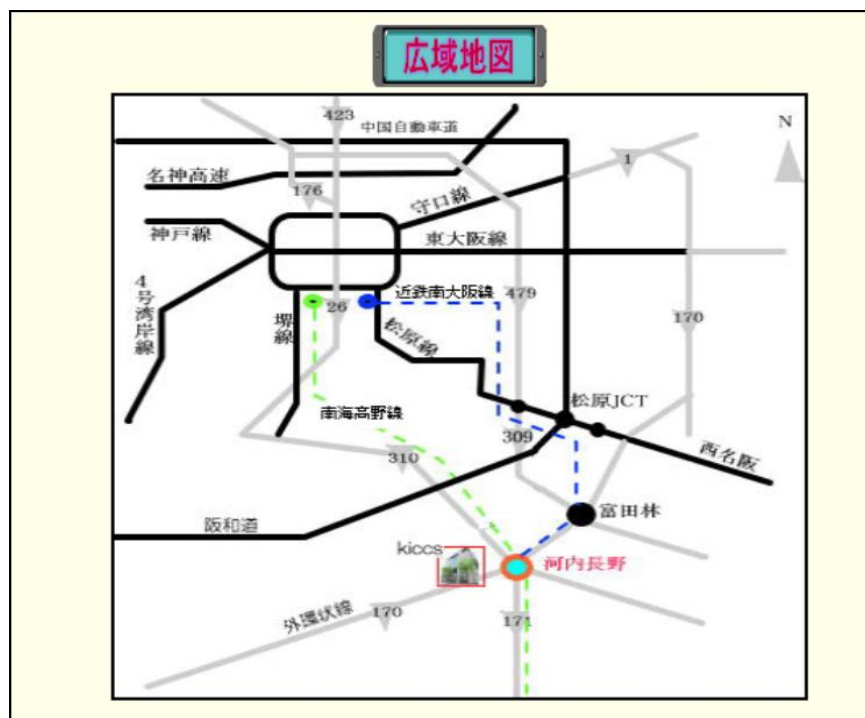 広域地図
423
中国自動車道
N
1
名神高速
176
守口線
神戸線
東大阪線
4号湾岸線
近鉄南大阪線
26
479
170
堺線
松原線
南海高野線
松原JCT
309
310
西名阪
富田林
阪和道
kiccs
河内長野
外環状線
170
171